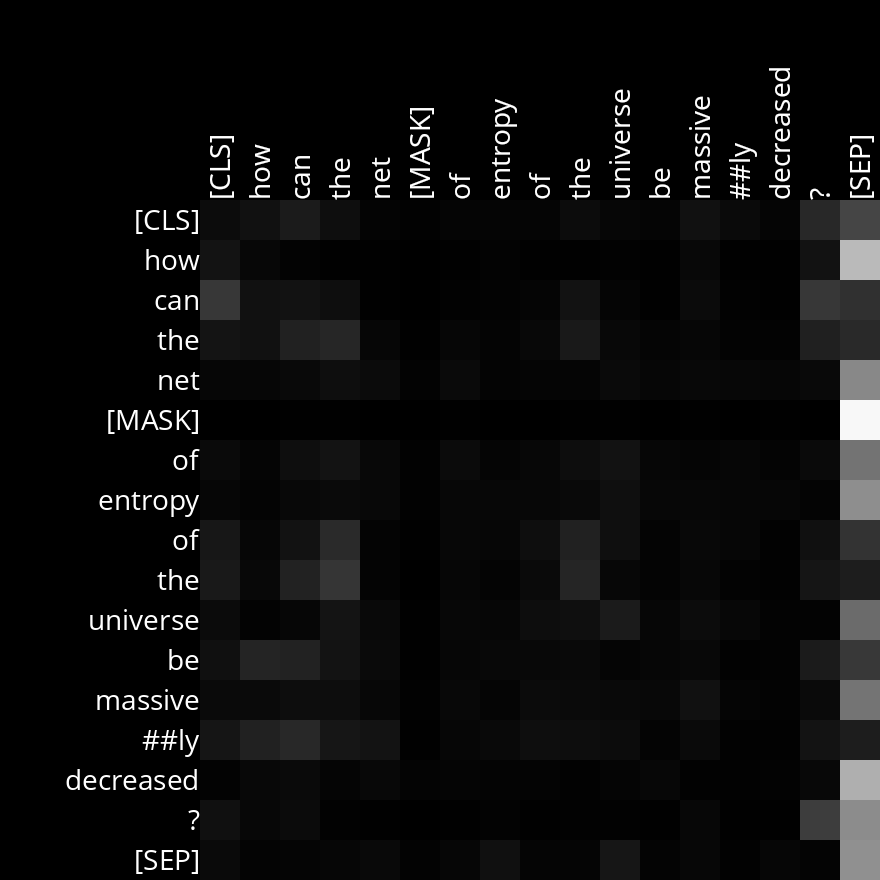 [CLS]
how
can
the
net
[MASK]
of
entropy
of
the
universe
be
massive
##ly
decreased
?
[SEP]
[CLS]
how
can
the
net
[MASK]
of
entropy
of
the
universe
be
massive
##ly
decreased
?
[SEP]